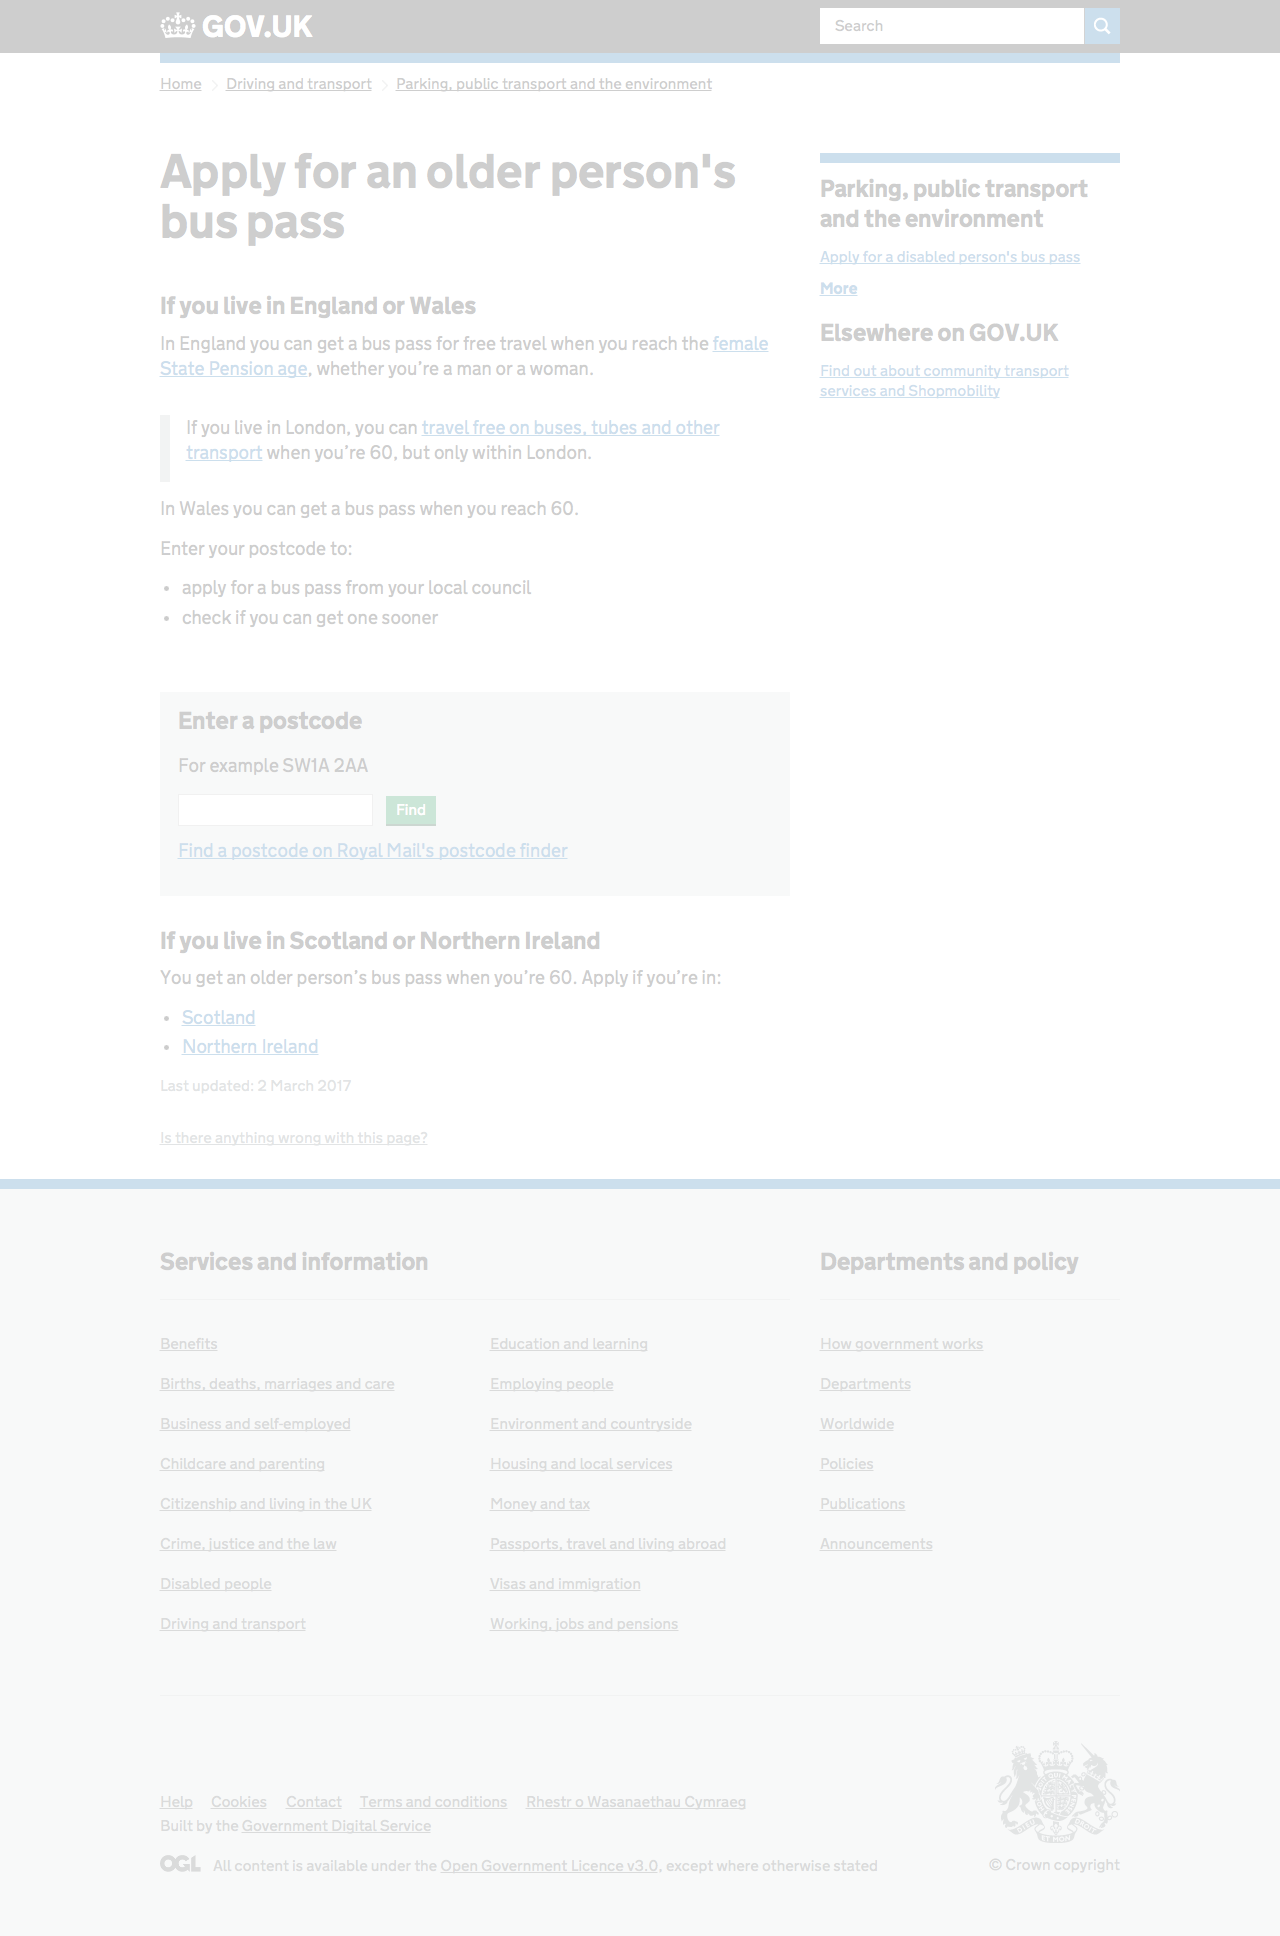 GOV.UK
Search
Home
Driving and transport
Parking, public transport and the environment
Apply for an older person's
bus pass
If you live in England or Wales
In England you can get a bus pass for free travel when you reach the female
State Pension age, whether you’re a man or a woman.
If you live in London, you can travel free on buses, tubes and other
transport when you’re 60, but only within London.
In Wales you can get a bus pass when you reach 60.
Enter your postcode to:
• apply for a bus pass from your local council
• check if you can get one sooner
Enter a postcode
For example SW1A 2AA
Find
Find a postcode on Royal Mail's postcode finder
If you live in Scotland or Northern Ireland
You get an older person’s bus pass when you’re 60. Apply if you’re in:
• Scotland
• Northern Ireland
Last updated: 2 March 2017
Is there anything wrong with this page?
Parking, public transport
and the environment
Apply for a disabled person's bus pass
More
Elsewhere on GOV.UK
Find out about community transport
services and Shopmobility
Services and information
Benefits
Births, deaths, marriages and care
Business and self-employed
Childcare and parenting
Citizenship and living in the UK
Crime, justice and the law
Disabled people
Driving and transport
Education and learning
Employing people
Environment and countryside
Housing and local services
Money and tax
Passports, travel and living abroad
Visas and immigration
Working, jobs and pensions
Departments and policy
How government works
Departments
Worldwide
Policies
Publications
Announcements
Help Cookies Contact Terms and conditions Rhestr o Wasanaethau Cymraeg
Built by the Government Digital Service
OGL All content is available under the Open Government Licence v3.0, except where otherwise stated
© Crown copyright